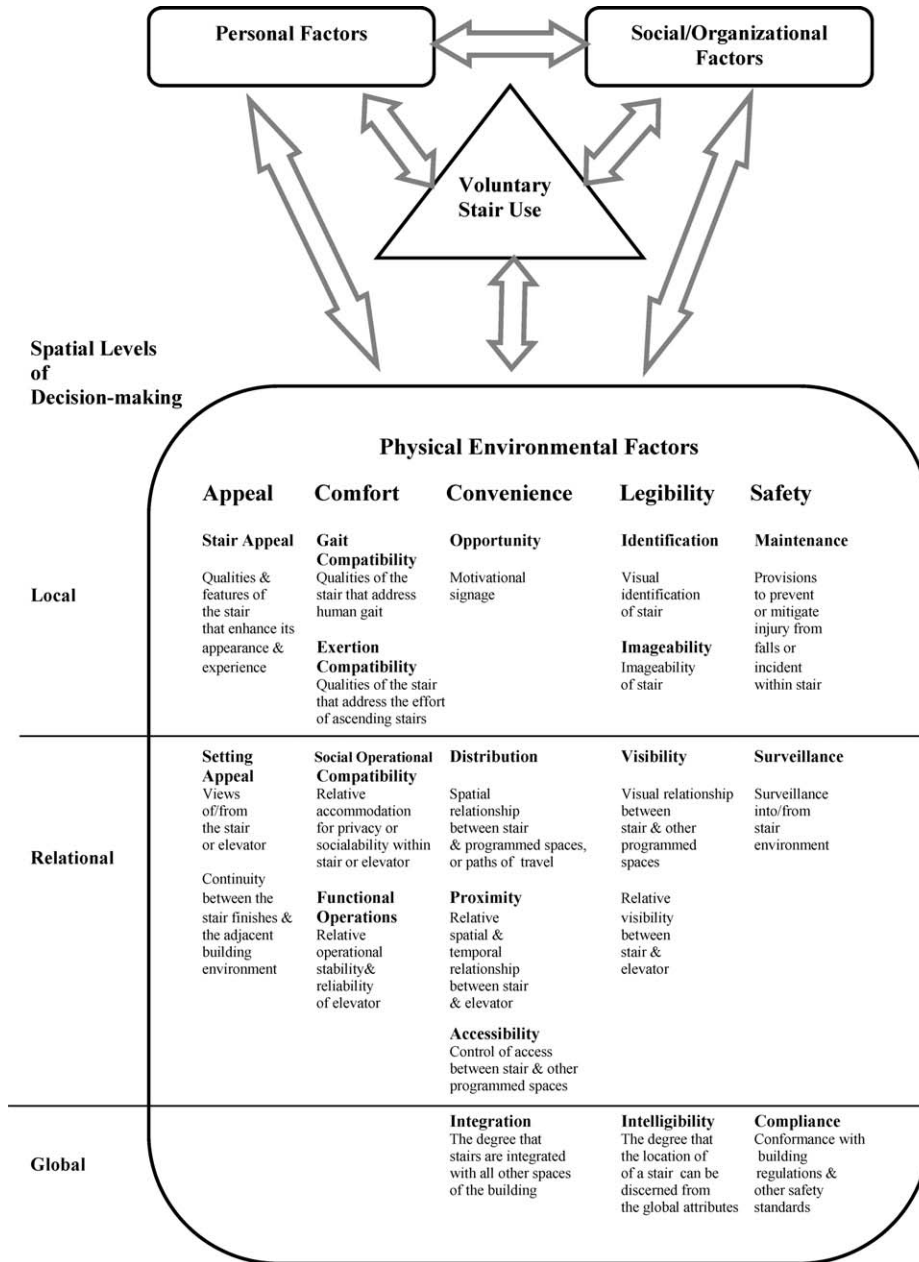 Personal Factors
Social/Organizational
Factors
Voluntary
Stair Use
Spatial Levels
of
Decision-making
Physical Environmental Factors
Appeal
Comfort
Convenience
Legibility
Safety
Local
Stair Appeal
Qualities &
features of
the stair
that enhance its
appearance &
experience
Gait
Compatibility
Qualities of the
stair that address
human gait
Exertion
Compatibility
Qualities of the stair
that address the effort
of ascending stairs
Opportunity
Motivational
signage
Identification
Visual
identification
of stair
Imageability
Imageability
of stair
Maintenance
Provisions
to prevent
or mitigate
injury from
falls or
incident
within stair
Relational
Setting
Appeal
Views
of/from
the stair
or elevator
Continuity
between the
stair finishes &
the adjacent
building
environment
Social Operational
Compatibility
Relative
accommodation
for privacy or
socialability within
stair or elevator
Functional
Operations
Relative
operational
stability&
reliability
of elevator
Distribution
Spatial
relationship
between stair
& programmed spaces,
or paths of travel
Proximity
Relative
spatial &
temporal
relationship
between stair
& elevator
Accessibility
Control of access
between stair & other
programmed spaces
Visibility
Visual relationship
between
stair & other
programmed
spaces
Relative
visibility
between
stair &
elevator
Surveillance
Surveillance
into/from
stair
environment
Global
Integration
The degree that
stairs are integrated
with all other spaces
of the building
Intelligibility
The degree that
the location of
of a stair can be
discerned from
the global attributes
Compliance
Conformance with
building
regulations &
other safety
standards